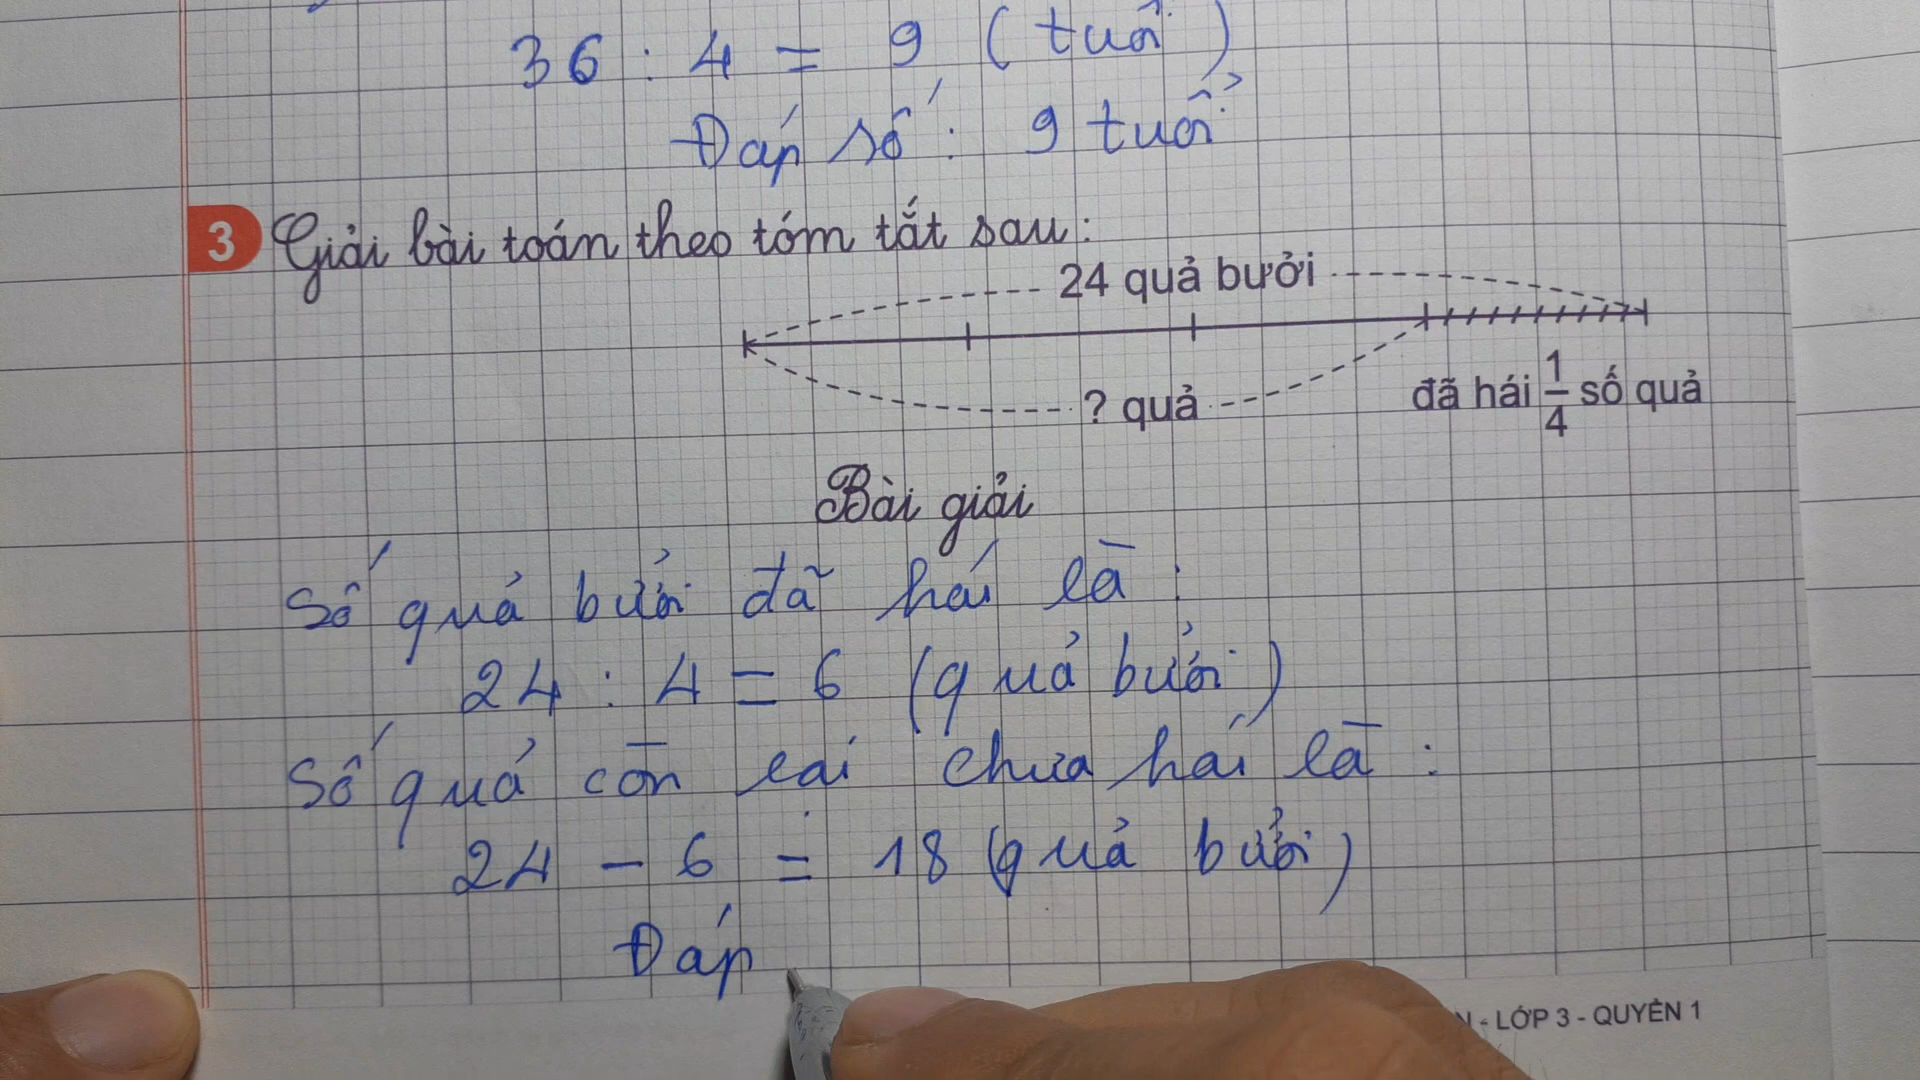 36 : 4 = 9 (tuổi)
Đáp số: 9 tuổi
3 Giải bài toán theo tóm tắt sau:
24 quả bưởi
? quả
đã hái 1/4 số quả
Bài giải
Số quả bưởi đã hái là :
24 : 4 = 6 (quả bưởi)
Số quả còn lại chưa hái là :
24 - 6 = 18 (quả bưởi)
Đáp
- LỚP 3 - QUYỂN 1